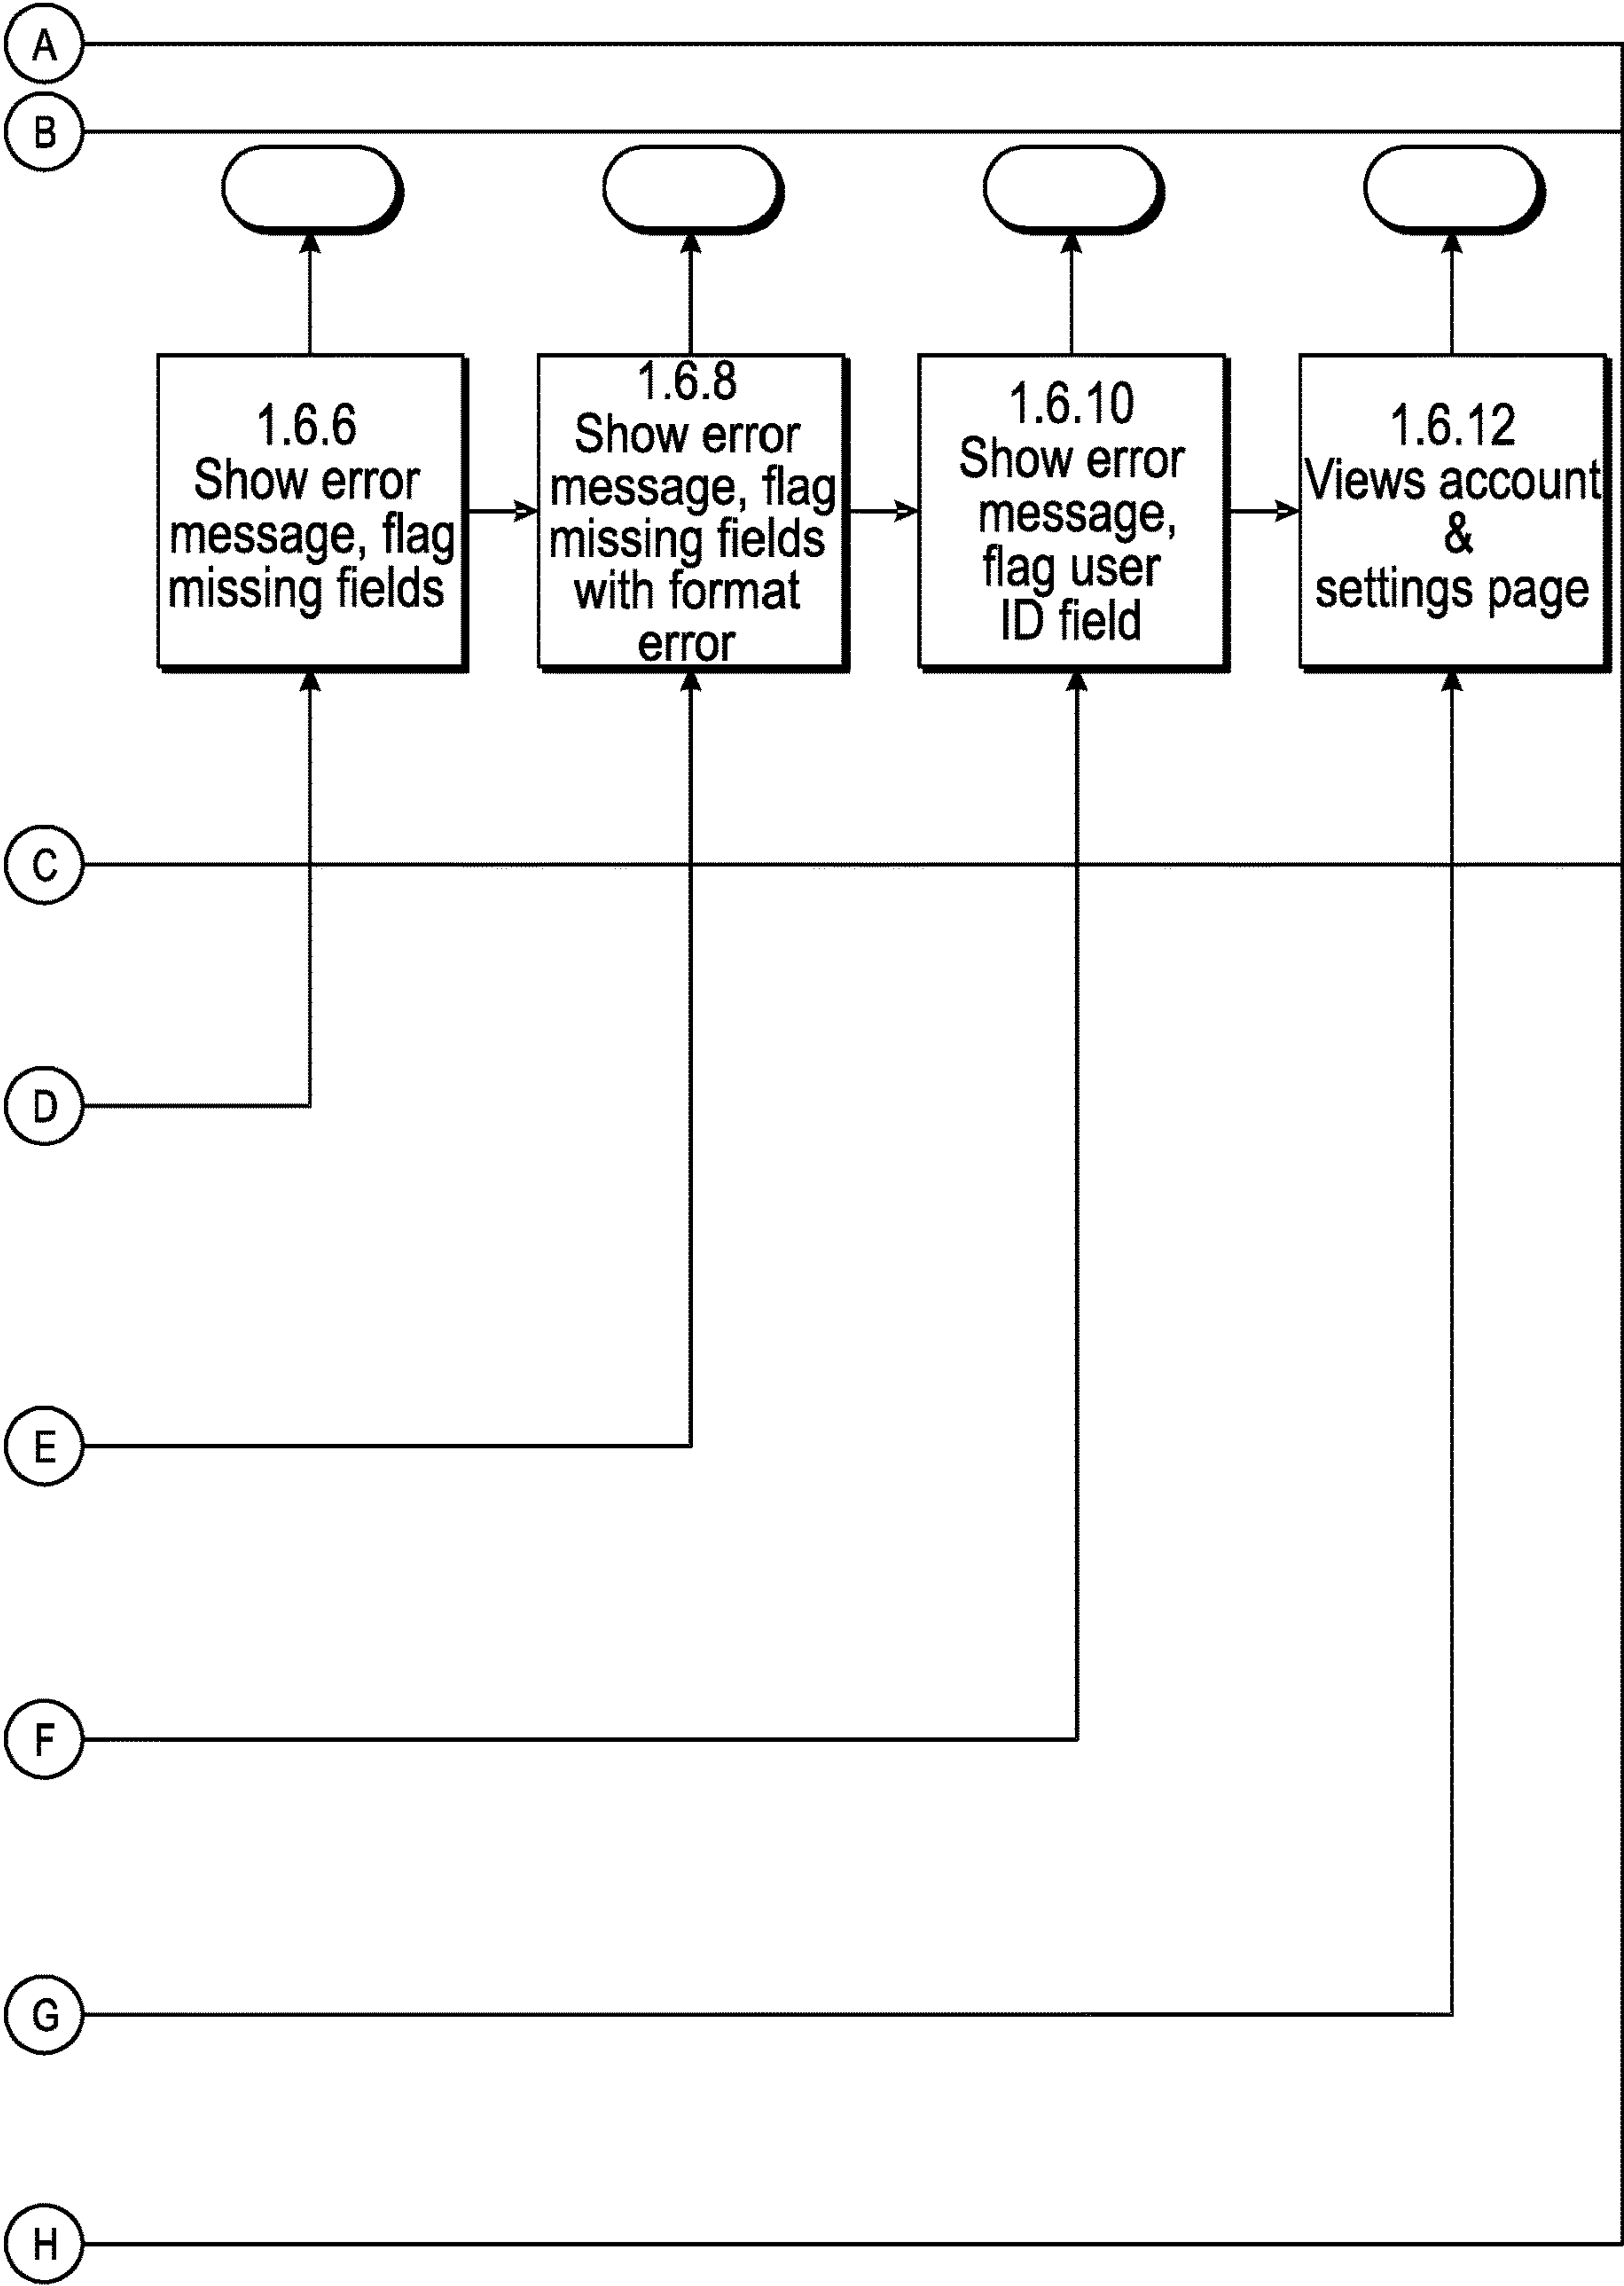 A
B
1.6.6
Show error
message, flag
missing fields
1.6.8
Show error
message, flag
missing fields
with format
error
1.6.10
Show error
message,
flag user
ID field
1.6.12
Views account
&
settings page
C
D
E
F
G
H